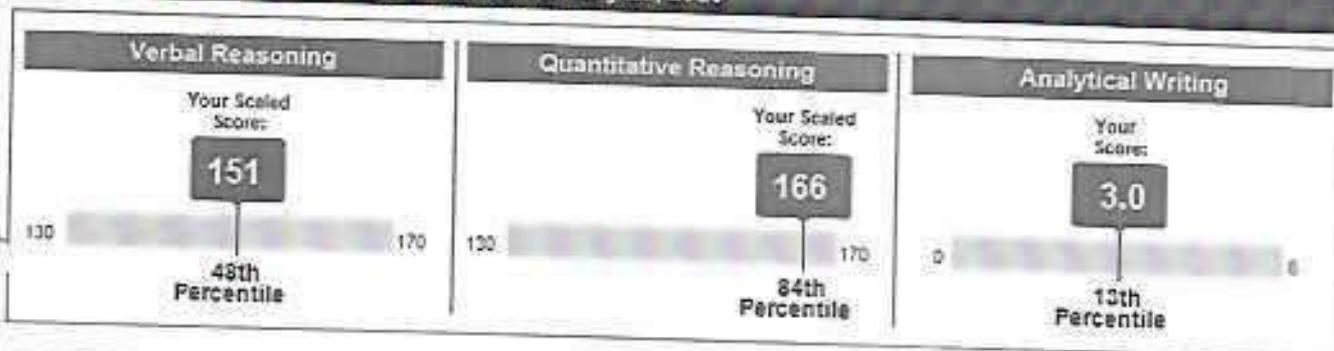 Verbal Reasoning
Your Scaled
Score:
151
130
170
48th
Percentile
Quantitative Reasoning
Your Scaled
Score:
166
130
170
84th
Percentile
Analytical Writing
Your
Score:
3.0
0
6
13th
Percentile